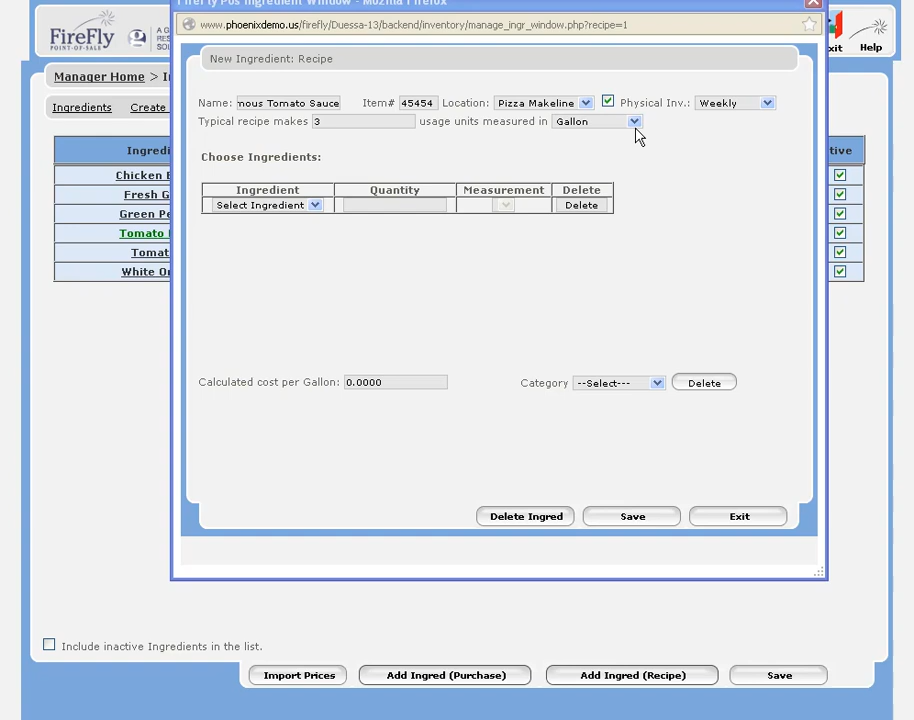 FireFly Pos Ingredient Window - Mozilla Firefox
www.phoenixdemo.us/firefly/Duessa-13/backend/inventory/manage_ingr_window.php?recipe=1
FireFly
POINT-OF-SALE
A G
RES
SOL
xit
Help
New Ingredient: Recipe
Manager Home > I
Name: mous Tomato Sauce Item# 45454 Location: Pizza Makeline Physical Inv.: Weekly
Ingredients Create
Typical recipe makes 3 usage units measured in Gallon
Ingredi
tive
Choose Ingredients:
Chicken B
Ingredient Quantity Measurement Delete
Fresh G
Select Ingredient Delete
Green Pe
Tomato
Tomat
White On
Calculated cost per Gallon: 0.0000 Category --Select--- Delete
Delete Ingred Save Exit
Include inactive Ingredients in the list.
Import Prices Add Ingred (Purchase) Add Ingred (Recipe) Save